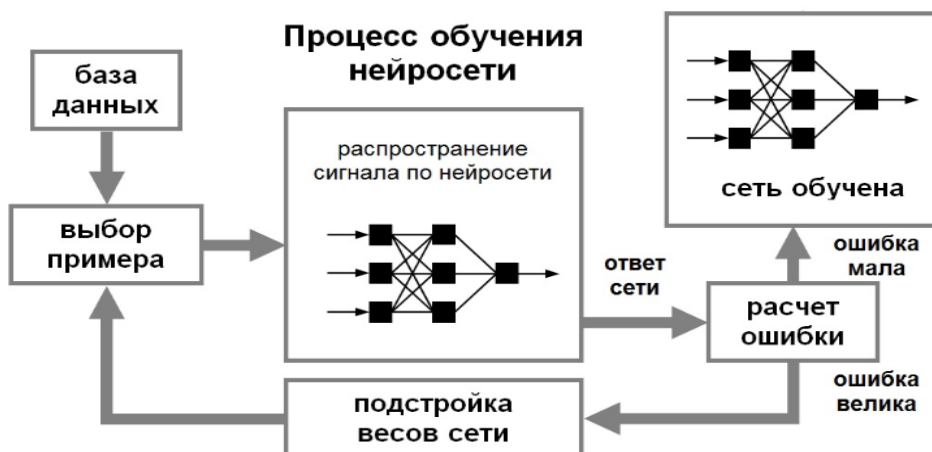 Процесс обучения
нейросети
база
данных
выбор
примера
распространение
сигнала по нейросети
ответ
сети
расчет
ошибки
ошибка
мала
сеть обучена
ошибка
велика
подстройка
весов сети